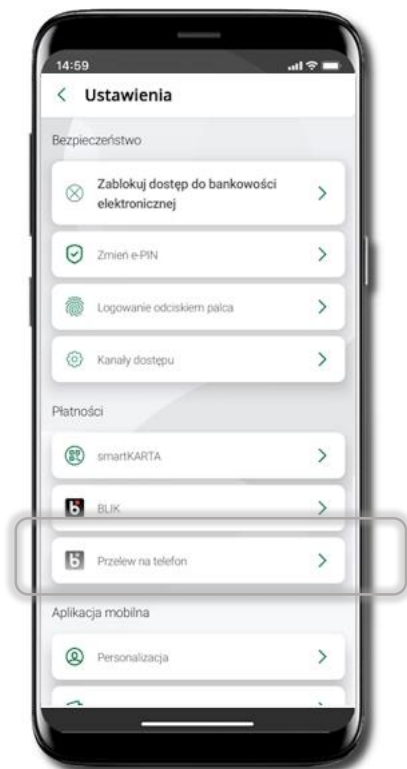 14:59
Ustawienia
Bezpieczeństwo
Zablokuj dostęp do bankowości
elektronicznej
Zmień e-PIN
Logowanie odciskiem palca
Kanały dostępu
Płatności
smartKARTA
BLIK
Przelew na telefon
Aplikacja mobilna
Personalizacja